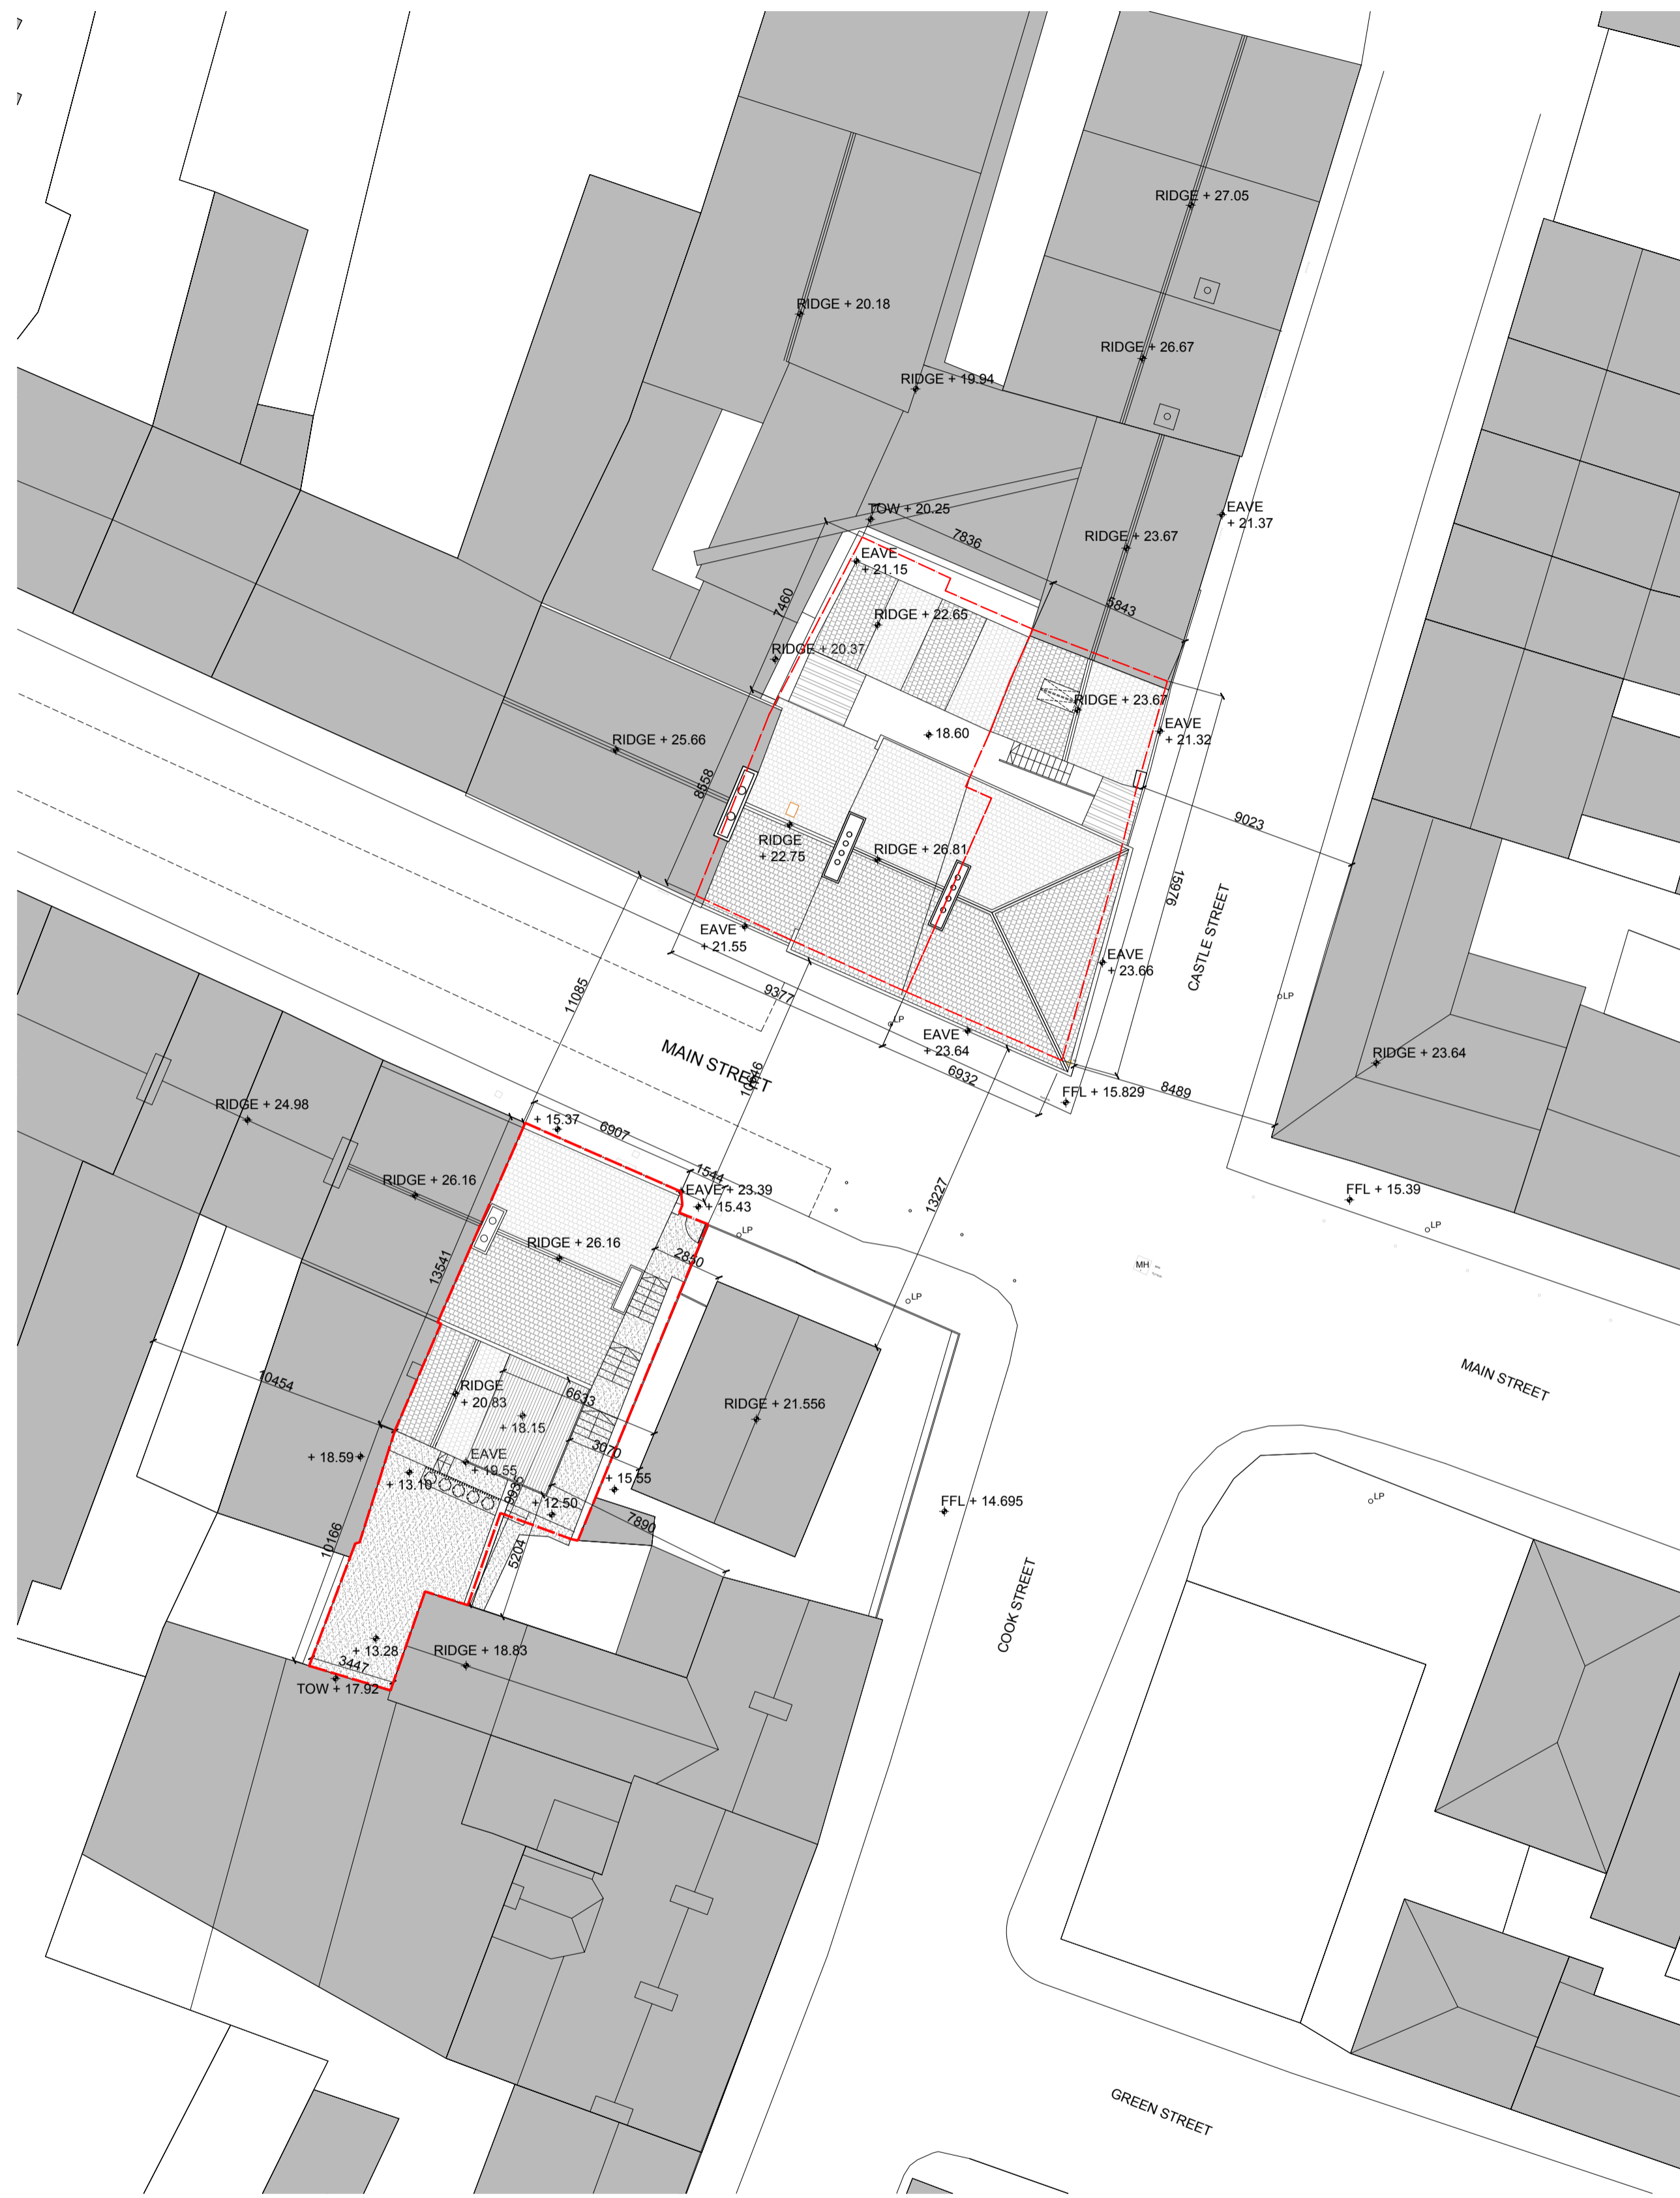 RIDGE + 27.05
RIDGE + 20.18
RIDGE + 26.67
RIDGE + 19.94
TOW + 20.25
EAVE
+ 21.37
7836
RIDGE + 23.67
EAVE
+ 21.15
7460
5843
RIDGE + 22.65
RIDGE + 20.37
RIDGE + 23.67
RIDGE + 25.66
18.60
EAVE
+ 21.32
8558
9023
RIDGE
+ 22.75
RIDGE + 26.81
15976
CASTLE STREET
EAVE
+ 21.55
EAVE
+ 23.66
11085
9377
LP
LP
EAVE
+ 23.64
MAIN STREET
6932
RIDGE + 23.64
8489
FFL + 15.829
RIDGE + 24.98
+ 15.37
6907
1544
RIDGE + 26.16
EAVE + 23.39
+ 15.43
13227
FFL + 15.39
LP
LP
RIDGE + 26.16
2850
13541
MH
LP
10454
RIDGE
+ 20.83
6633
RIDGE + 21.556
MAIN STREET
+ 18.15
3070
+ 18.59
EAVE
+ 19.55
+ 13.10
+ 15.55
+ 12.50
LP
FFL + 14.695
7890
10166
5204
COOK STREET
+ 13.28
3447
RIDGE + 18.83
TOW + 17.92
GREEN STREET